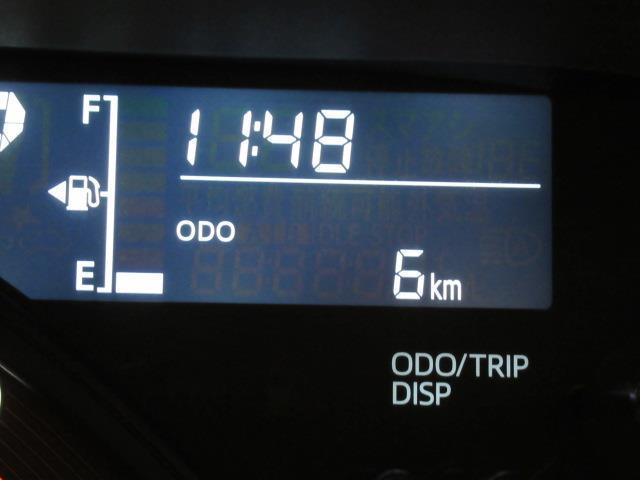 F
11:48
ODO
E
6 km
ODO/TRIP
DISP